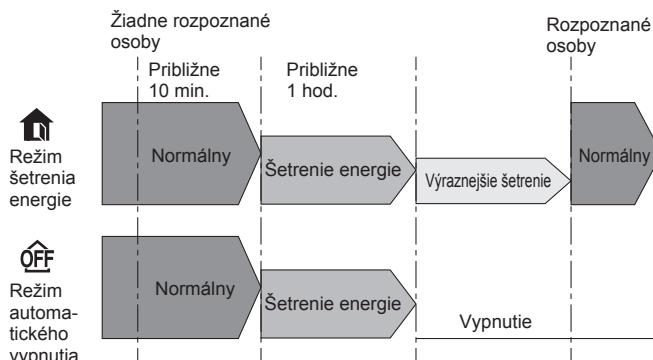 Žiadne rozpoznané
osoby
Rozpoznané
osoby
Približne
10 min.
Približne
1 hod.
Režim
šetrenia
energie
Normálny
Šetrenie energie
Výraznejšie šetrenie
Normálny
OFF
Režim
automa-
tického
vypnutia
Normálny
Šetrenie energie
Vypnutie